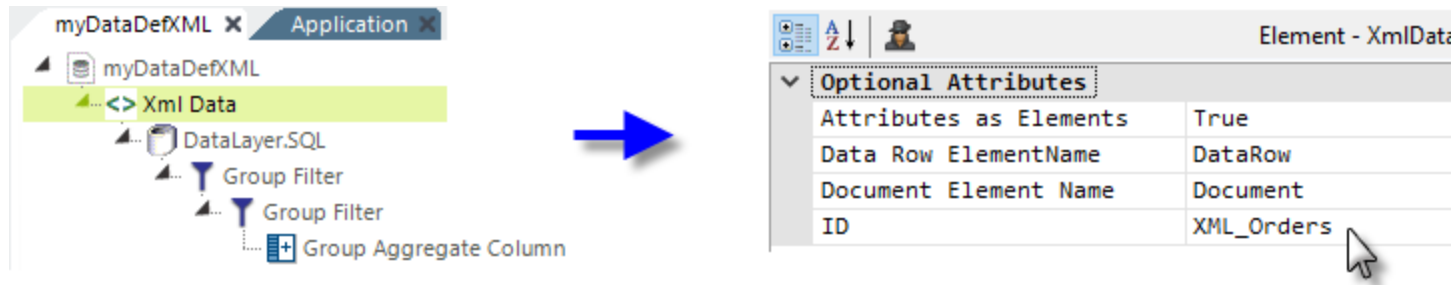 myDataDefXML Application
myDataDefXML
<> Xml Data
DataLayer.SQL
Group Filter
Group Filter
Group Aggregate Column
A Z
Element - XmlData
Optional Attributes
Attributes as Elements True
Data Row ElementName DataRow
Document Element Name Document
ID XML_Orders